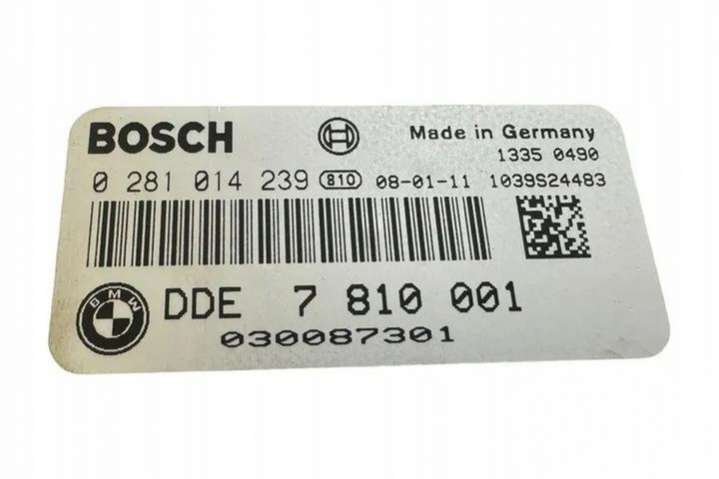 BOSCH Made in Germany
1335 0490
0 281 014 239 810 08-01-11 1039S24483
BMW DDE 7 810 001
030087301